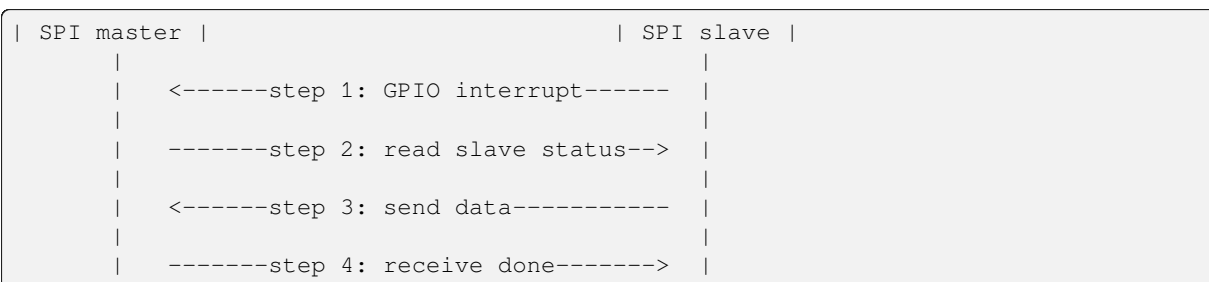 | SPI master |                                   | SPI slave |
       |                                                 |
       |   <------step 1: GPIO interrupt------  |
       |                                                 |
       |   -------step 2: read slave status-->  |
       |                                                 |
       |   <------step 3: send data-----------  |
       |                                                 |
       |   -------step 4: receive done------->  |